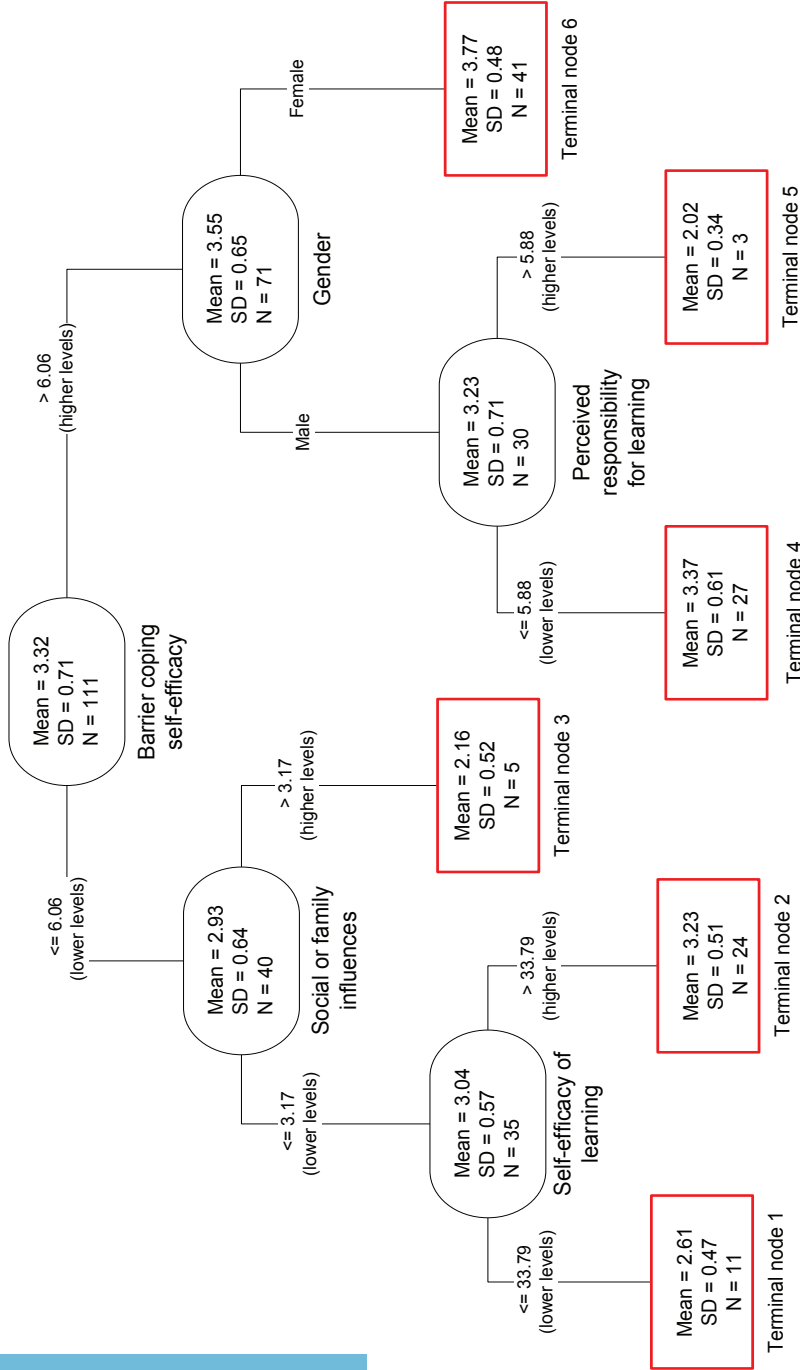 Mean = 3.32
SD = 0.71
N = 111
Barrier coping
self-efficacy
<= 6.06
(lower levels)
> 6.06
(higher levels)
Mean = 2.93
SD = 0.64
N = 40
Social or family
influences
Mean = 3.55
SD = 0.65
N = 71
Gender
<= 3.17
(lower levels)
> 3.17
(higher levels)
Male
Female
Mean = 3.04
SD = 0.57
N = 35
Self-efficacy of
learning
Mean = 2.16
SD = 0.52
N = 5
Terminal node 3
Mean = 3.23
SD = 0.71
N = 30
Perceived
responsibility
for learning
Mean = 3.77
SD = 0.48
N = 41
Terminal node 6
<= 33.79
(lower levels)
> 33.79
(higher levels)
<= 5.88
(lower levels)
> 5.88
(higher levels)
Mean = 2.61
SD = 0.47
N = 11
Terminal node 1
Mean = 3.23
SD = 0.51
N = 24
Terminal node 2
Mean = 3.37
SD = 0.61
N = 27
Terminal node 4
Mean = 2.02
SD = 0.34
N = 3
Terminal node 5